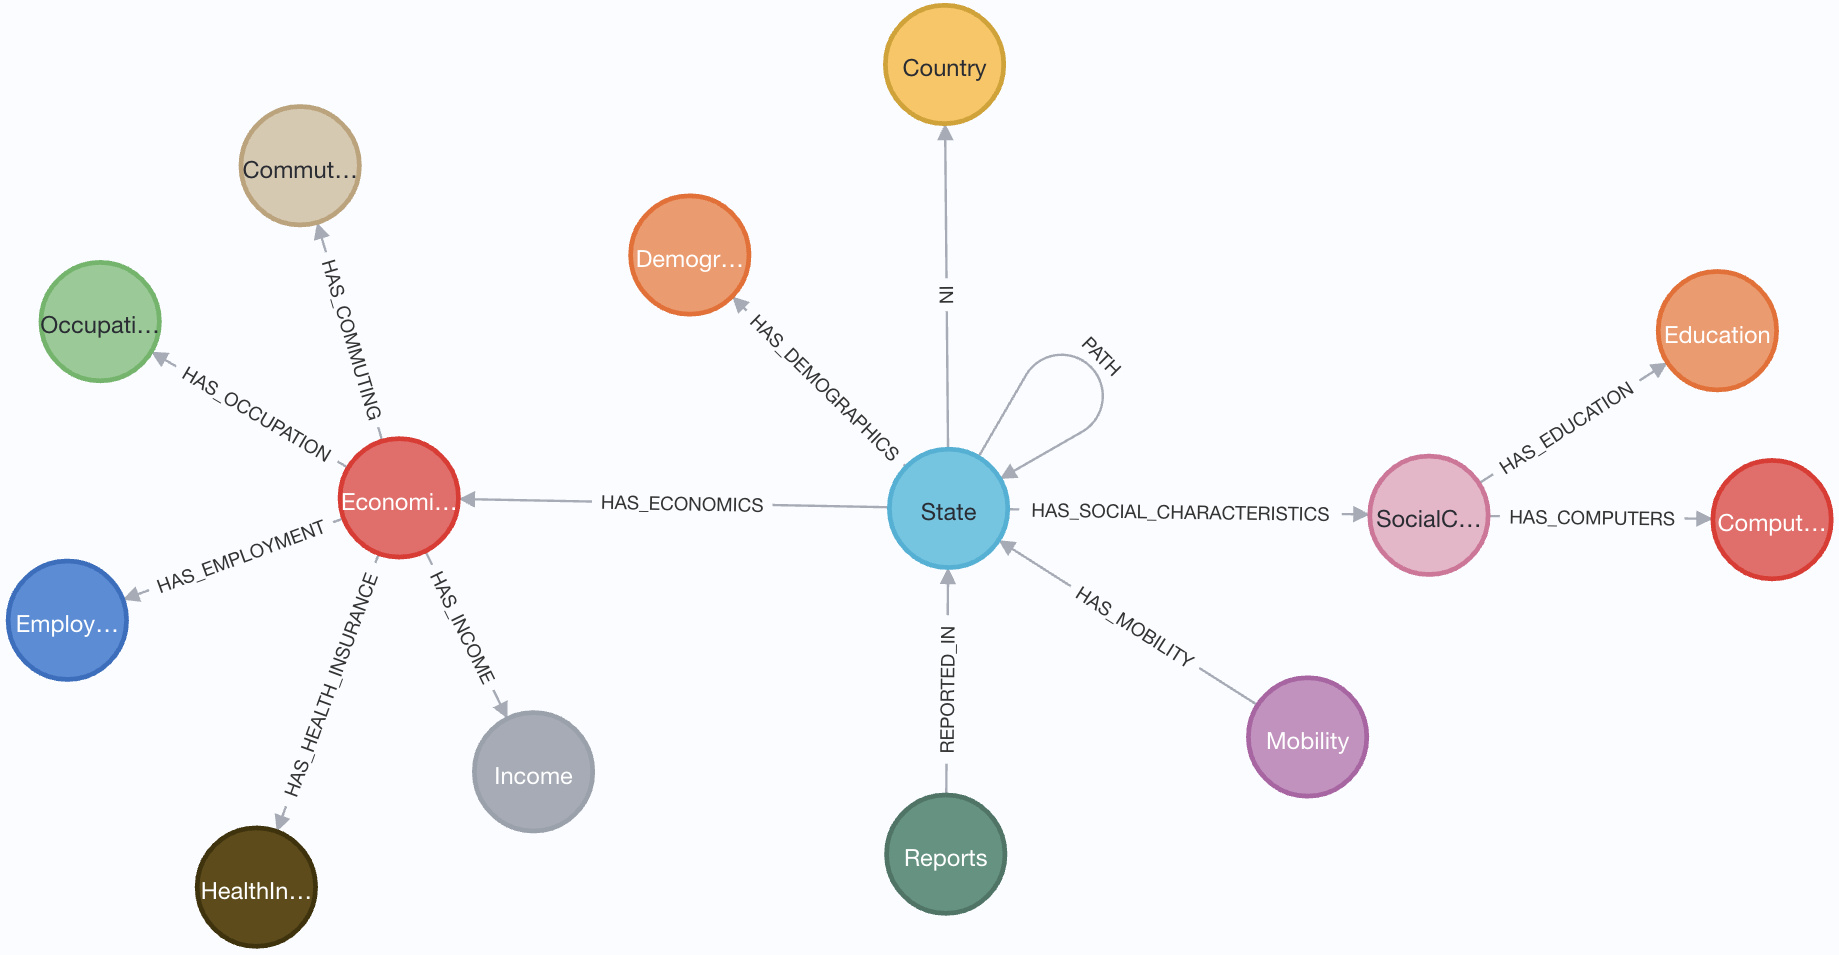 Country
Commut…
Demogr…
IN
HAS_COMMUTING
Occupati…
HAS_DEMOGRAPHICS
PATH
Education
HAS_OCCUPATION
HAS_EDUCATION
Economi…
HAS_ECONOMICS
State
HAS_SOCIAL_CHARACTERISTICS
SocialC…
HAS_COMPUTERS
Comput…
HAS_EMPLOYMENT
Employ…
HAS_HEALTH_INSURANCE
HAS_INCOME
REPORTED_IN
HAS_MOBILITY
Mobility
Income
Reports
HealthIn…